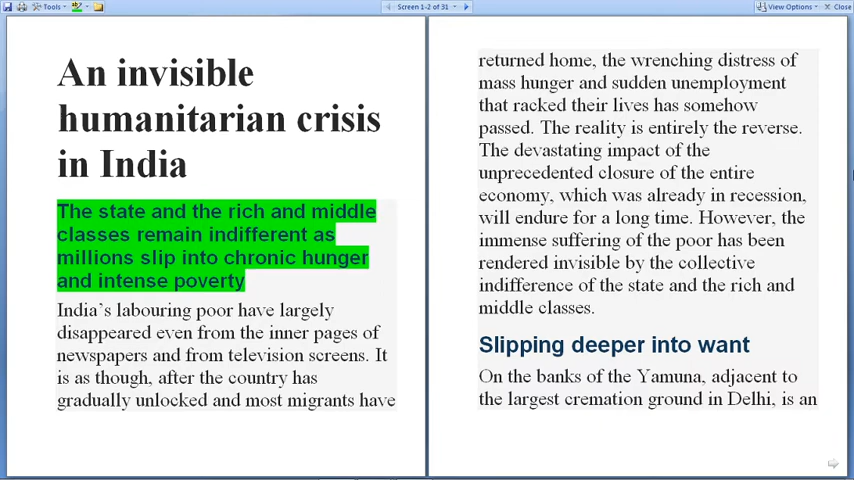 Tools
Screen 1-2 of 31
View Options
Close
An invisible
humanitarian crisis
in India
The state and the rich and middle
classes remain indifferent as
millions slip into chronic hunger
and intense poverty
India’s labouring poor have largely
disappeared even from the inner pages of
newspapers and from television screens. It
is as though, after the country has
gradually unlocked and most migrants have
returned home, the wrenching distress of
mass hunger and sudden unemployment
that racked their lives has somehow
passed. The reality is entirely the reverse.
The devastating impact of the
unprecedented closure of the entire
economy, which was already in recession,
will endure for a long time. However, the
immense suffering of the poor has been
rendered invisible by the collective
indifference of the state and the rich and
middle classes.
Slipping deeper into want
On the banks of the Yamuna, adjacent to
the largest cremation ground in Delhi, is an